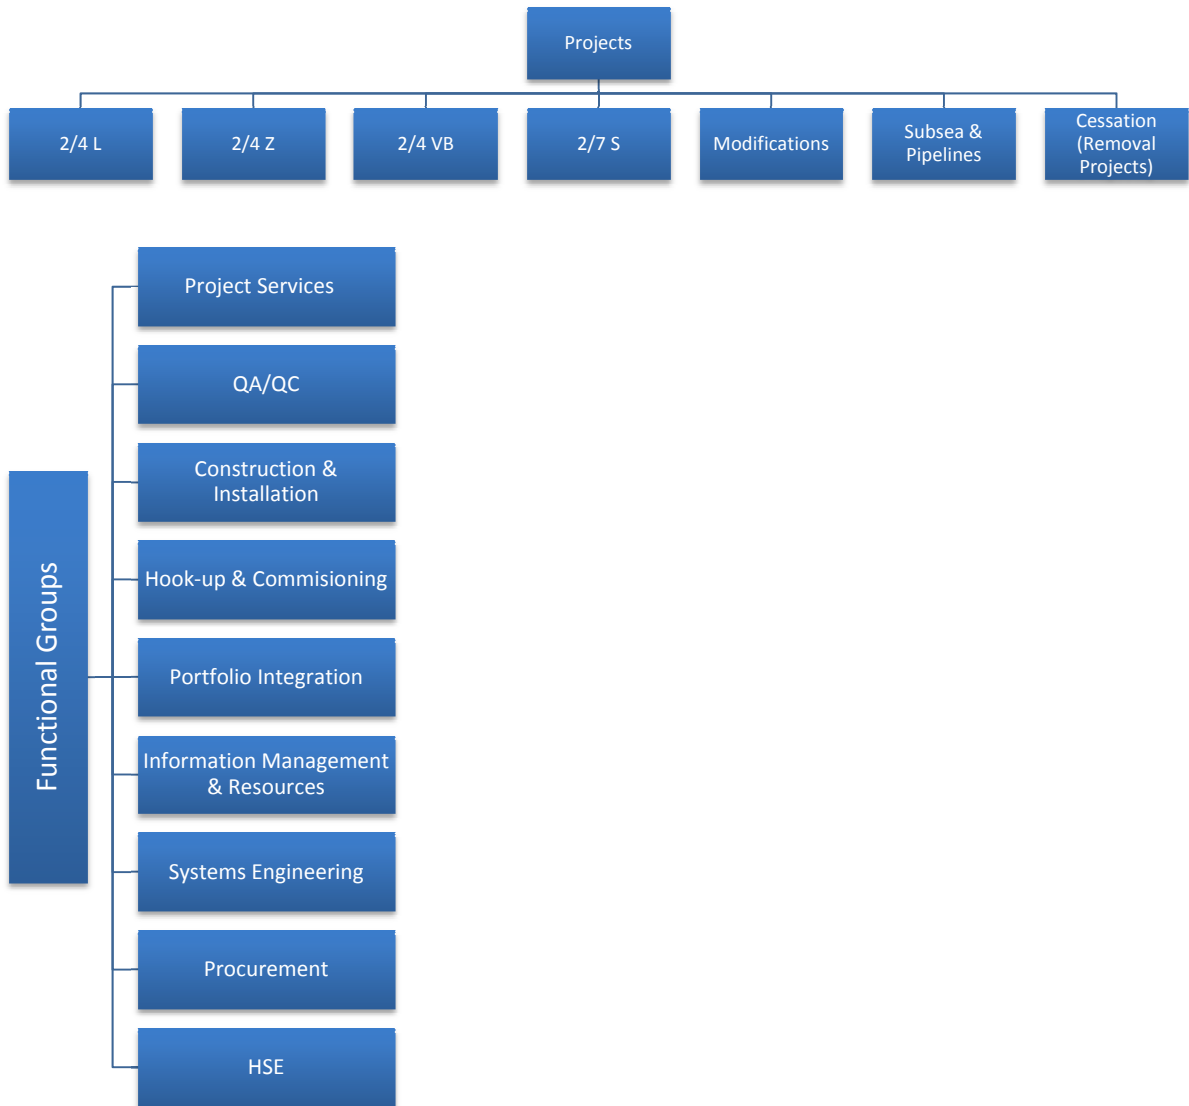 Projects
2/4 L
2/4 Z
2/4 VB
2/7 S
Modifications
Subsea &
Pipelines
Cessation
(Removal
Projects)
Functional Groups
Project Services
QA/QC
Construction &
Installation
Hook-up & Commisioning
Portfolio Integration
Information Management
& Resources
Systems Engineering
Procurement
HSE